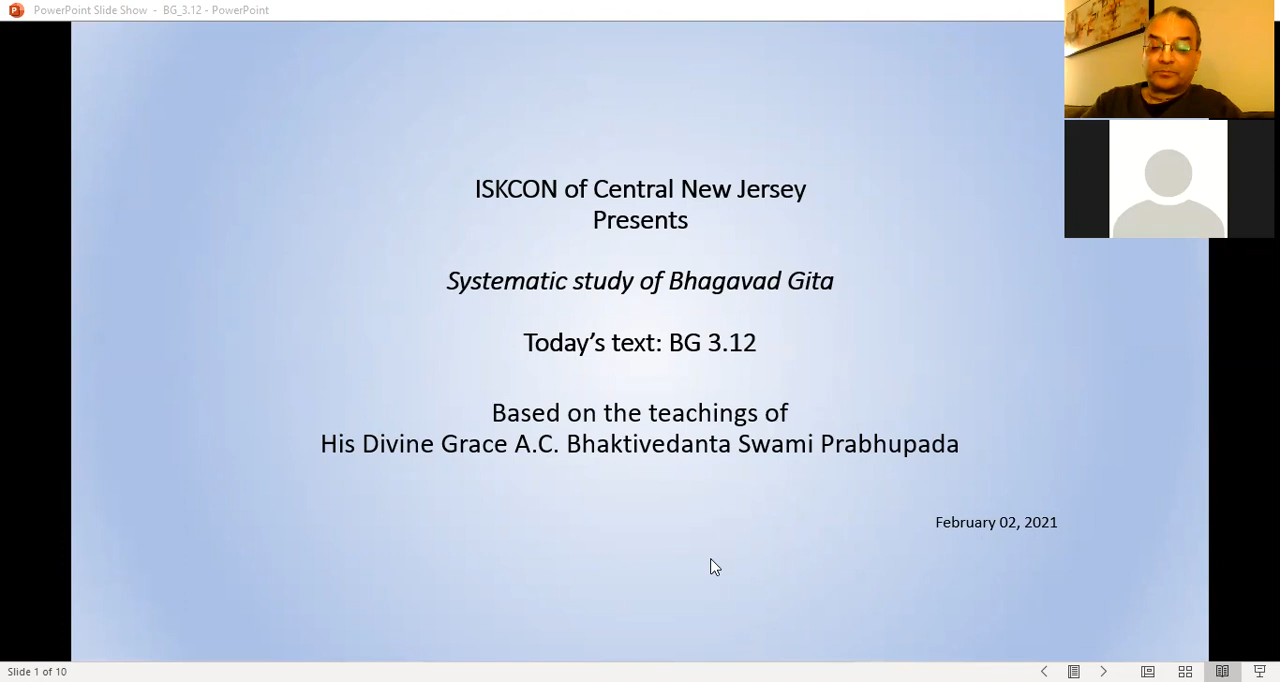 PowerPoint Slide Show - BG_3.12 - PowerPoint
ISKCON of Central New Jersey
Presents
Systematic study of Bhagavad Gita
Today’s text: BG 3.12
Based on the teachings of
His Divine Grace A.C. Bhaktivedanta Swami Prabhupada
February 02, 2021
Slide 1 of 10